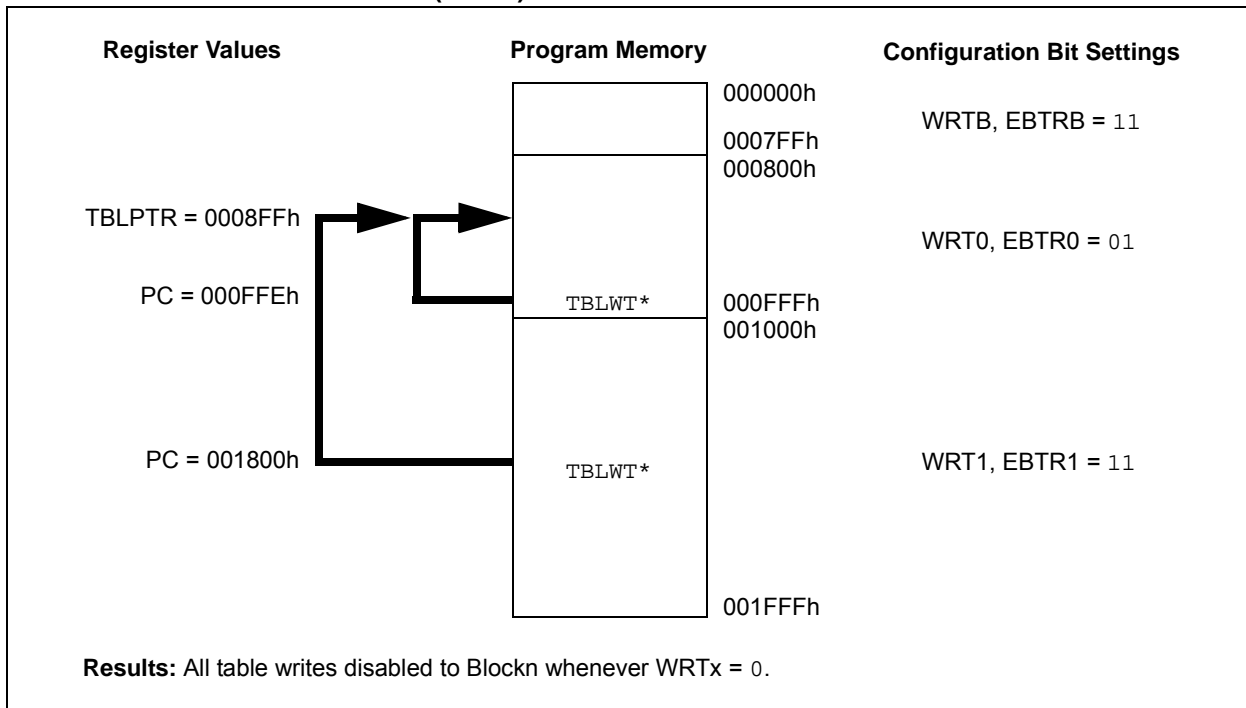 Register Values Program Memory Configuration Bit Settings
000000h
WRTB, EBTRB = 11
0007FFh
000800h
TBLPTR = 0008FFh
WRT0, EBTR0 = 01
PC = 000FFEh TBLWT* 000FFFh
001000h
PC = 001800h TBLWT* WRT1, EBTR1 = 11
001FFFh
Results: All table writes disabled to Blockn whenever WRTx = 0.